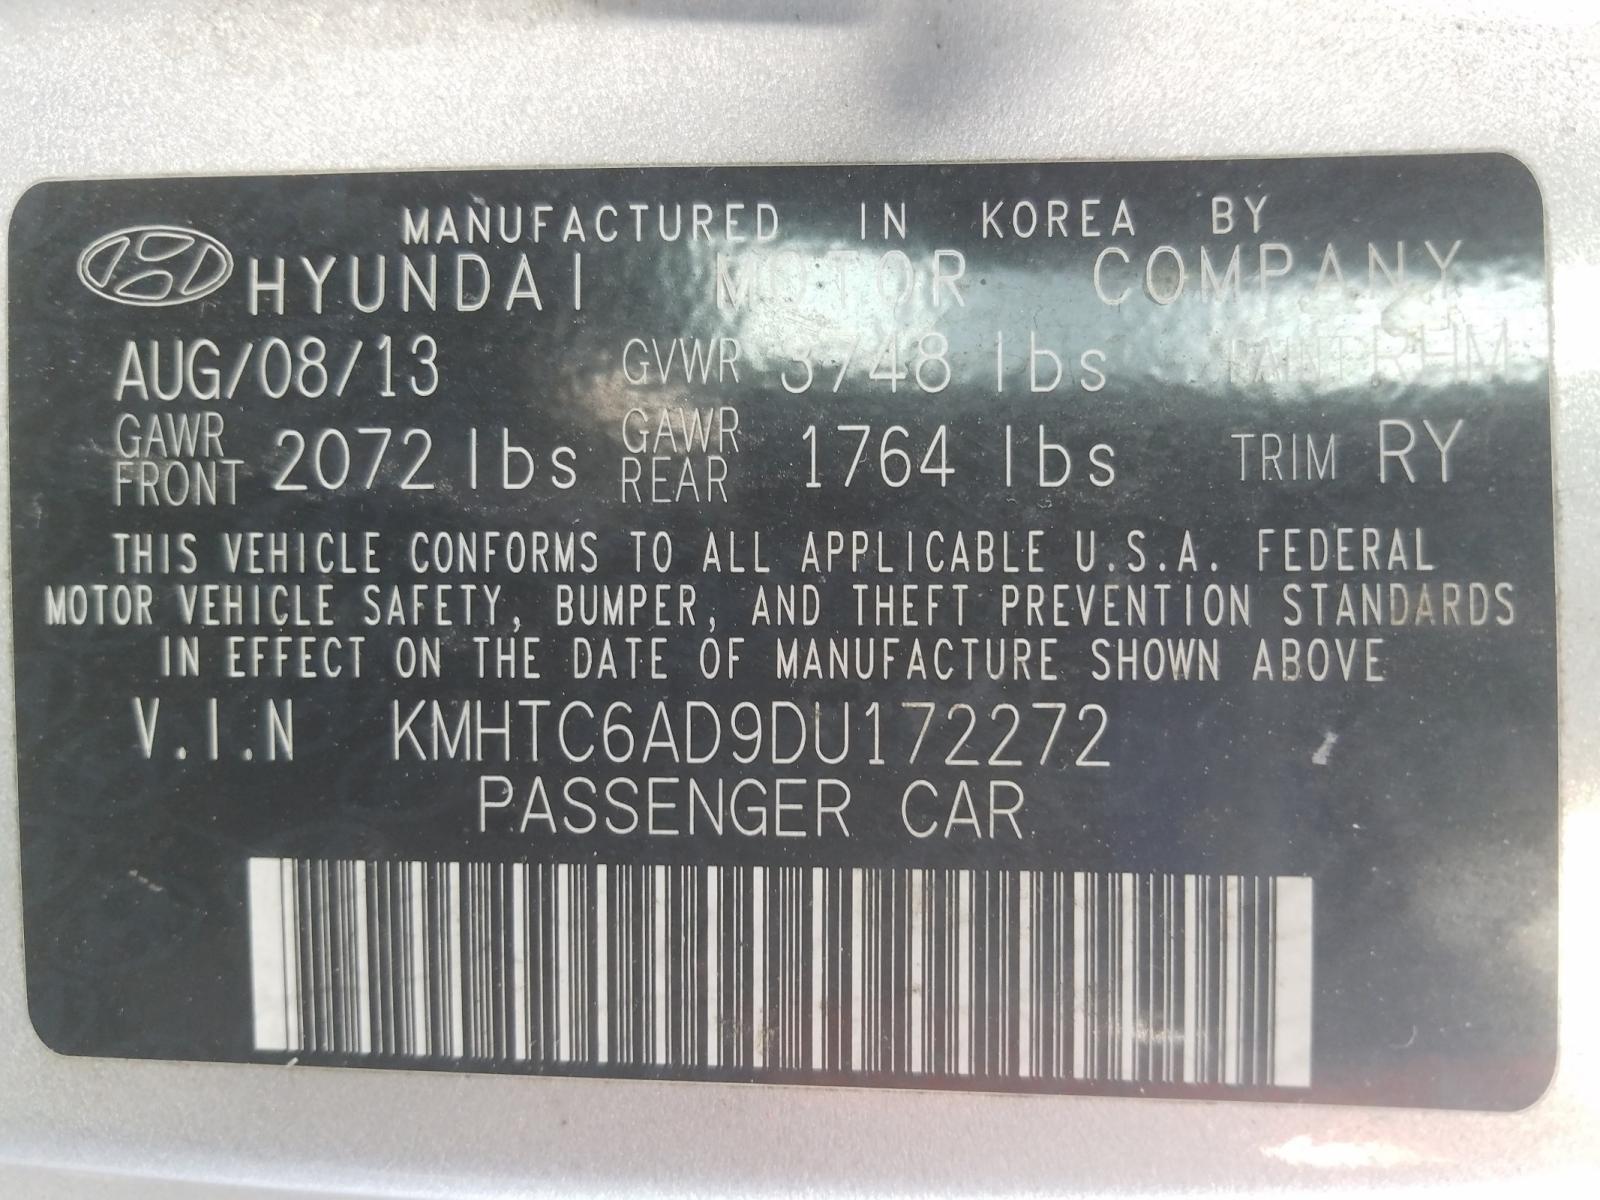 MANUFACTURED IN KOREA BY
HYUNDAI MOTOR COMPANY
AUG/08/13 GVWR 3748 lbs PAINT RHM
GAWR FRONT 2072 lbs GAWR REAR 1764 lbs TRIM RY
THIS VEHICLE CONFORMS TO ALL APPLICABLE U.S.A. FEDERAL
MOTOR VEHICLE SAFETY, BUMPER, AND THEFT PREVENTION STANDARDS
IN EFFECT ON THE DATE OF MANUFACTURE SHOWN ABOVE
V.I.N KMHTC6AD9DU172272
PASSENGER CAR